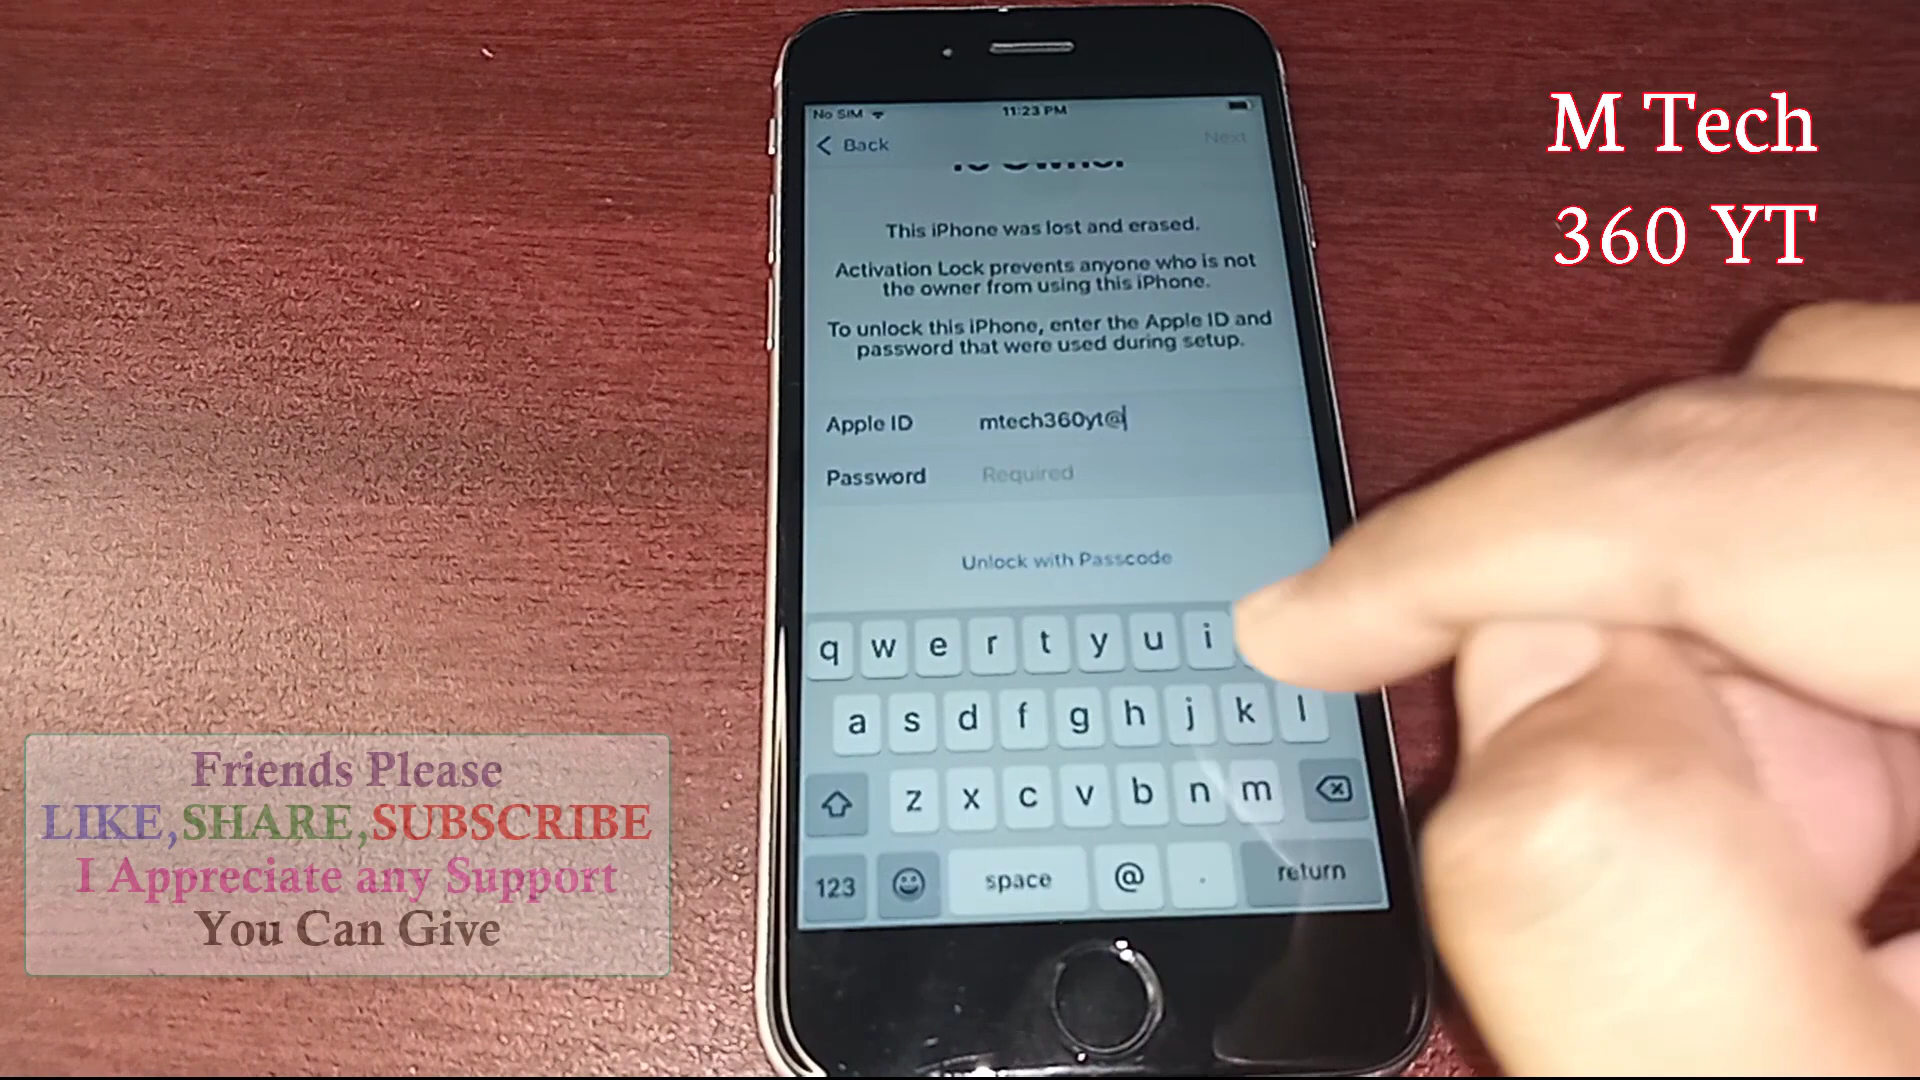 M Tech
360 YT
No SIM
11:23 PM
Back
Next
To Owner
This iPhone was lost and erased.
Activation Lock prevents anyone who is not
the owner from using this iPhone.
To unlock this iPhone, enter the Apple ID and
password that were used during setup.
Apple ID mtech360yt@
Password Required
Unlock with Passcode
q w e r t y u i
a s d f g h j k l
z x c v b n m
123 space @ . return
Friends Please
LIKE,SHARE,SUBSCRIBE
I Appreciate any Support
You Can Give